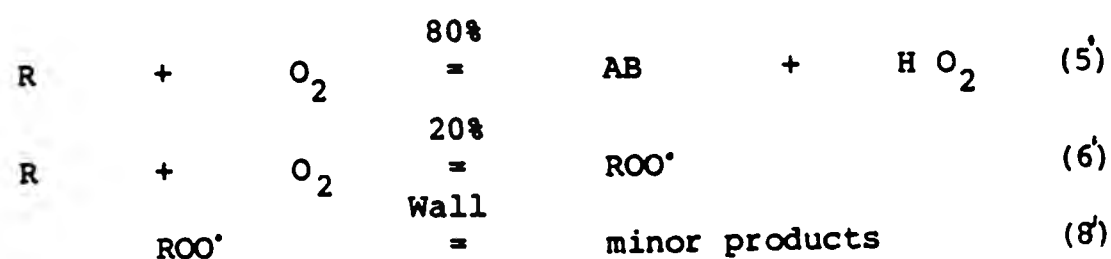 80%
R + O2 = AB + H O2 (5')
20%
R + O2 = ROO• (6')
Wall
ROO• = minor products (8')